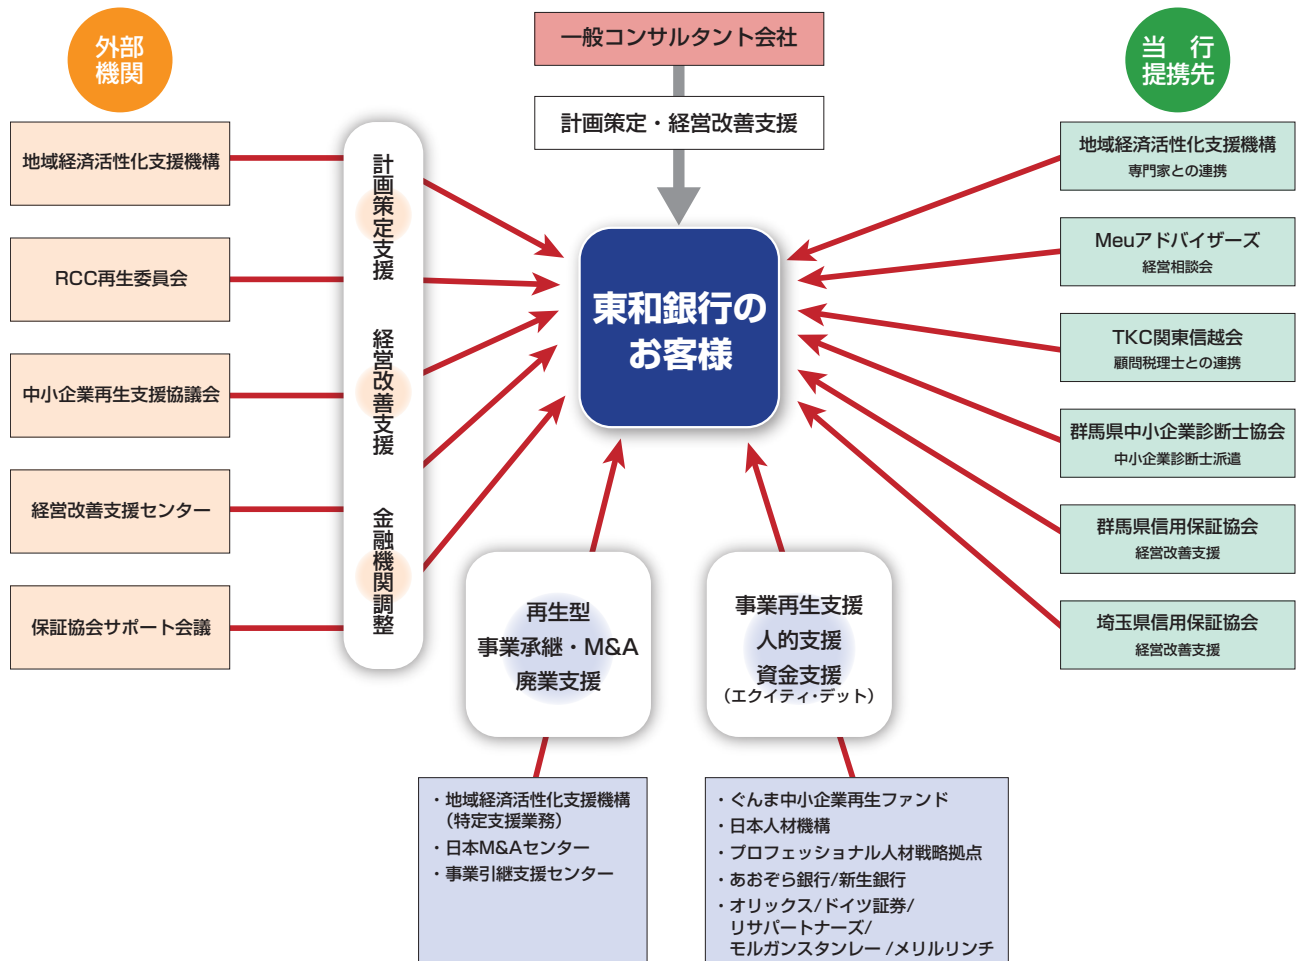 外部
機関
地域経済活性化支援機構
RCC再生委員会
中小企業再生支援協議会
経営改善支援センター
保証協会サポート会議
計画策定支援
経営改善支援
金融機関調整
一般コンサルタント会社
計画策定・経営改善支援
東和銀行の
お客様
再生型
事業承継・M&A
廃業支援
・地域経済活性化支援機構
（特定支援業務）
・日本M&Aセンター
・事業引継支援センター
事業再生支援
人的支援
資金支援
（エクイティ・デット）
・ぐんま中小企業再生ファンド
・日本人材機構
・プロフェッショナル人材戦略拠点
・あおぞら銀行/新生銀行
・オリックス/ドイツ証券/
リサパートナーズ/
モルガンスタンレー /メリルリンチ
当　行
提携先
地域経済活性化支援機構
専門家との連携
Meuアドバイザーズ
経営相談会
TKC関東信越会
顧問税理士との連携
群馬県中小企業診断士協会
中小企業診断士派遣
群馬県信用保証協会
経営改善支援
埼玉県信用保証協会
経営改善支援